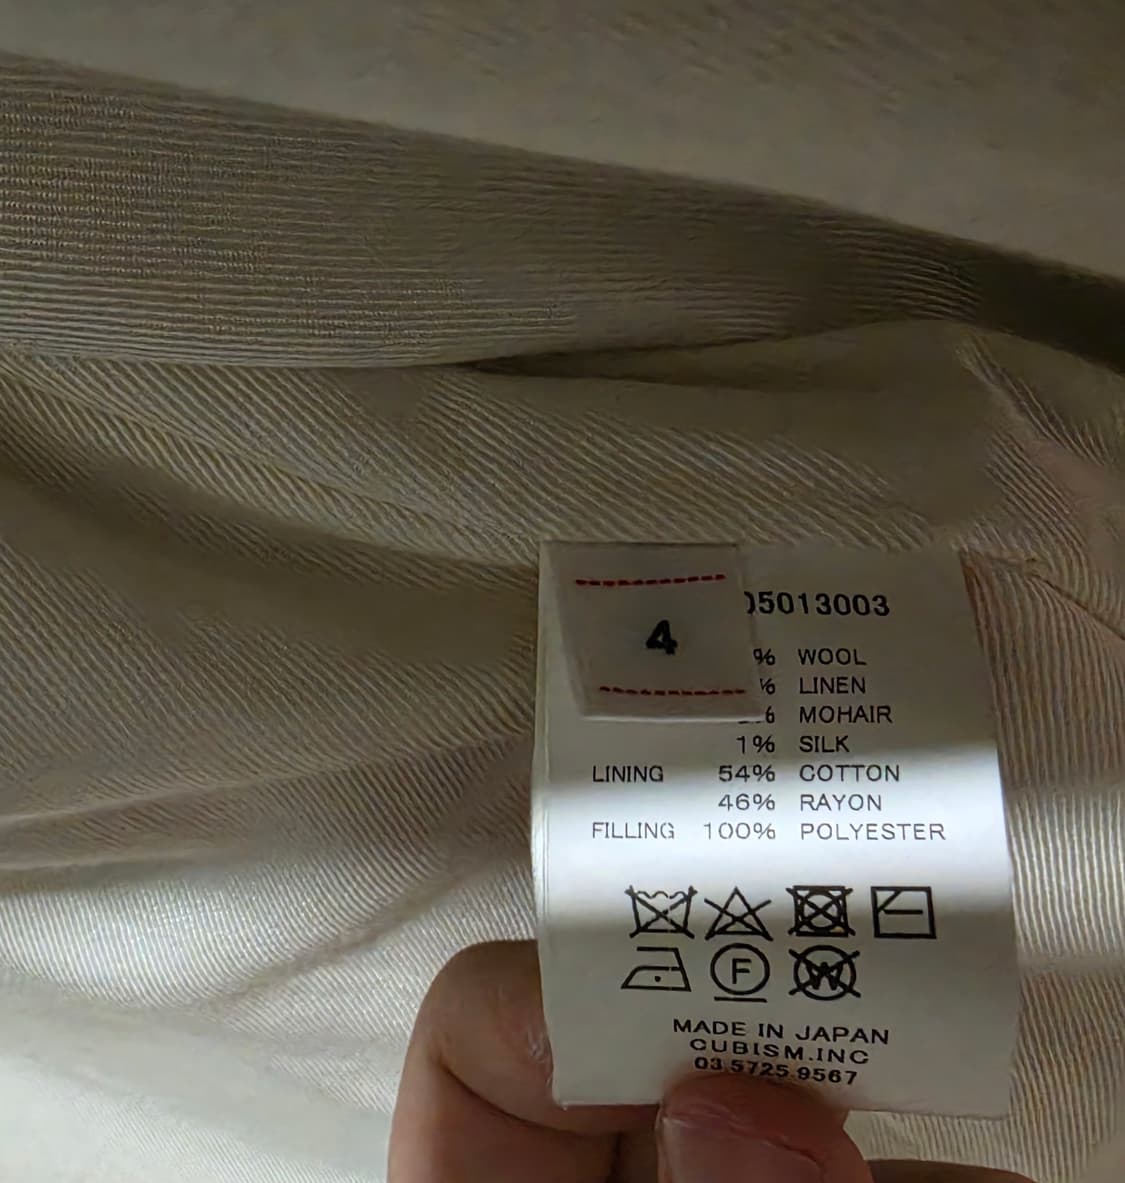 4
5013003
% WOOL
% LINEN
% MOHAIR
1% SILK
LINING 54% COTTON
46% RAYON
FILLING 100% POLYESTER
F
W
MADE IN JAPAN
CUBISM.INC
03 5725 9567